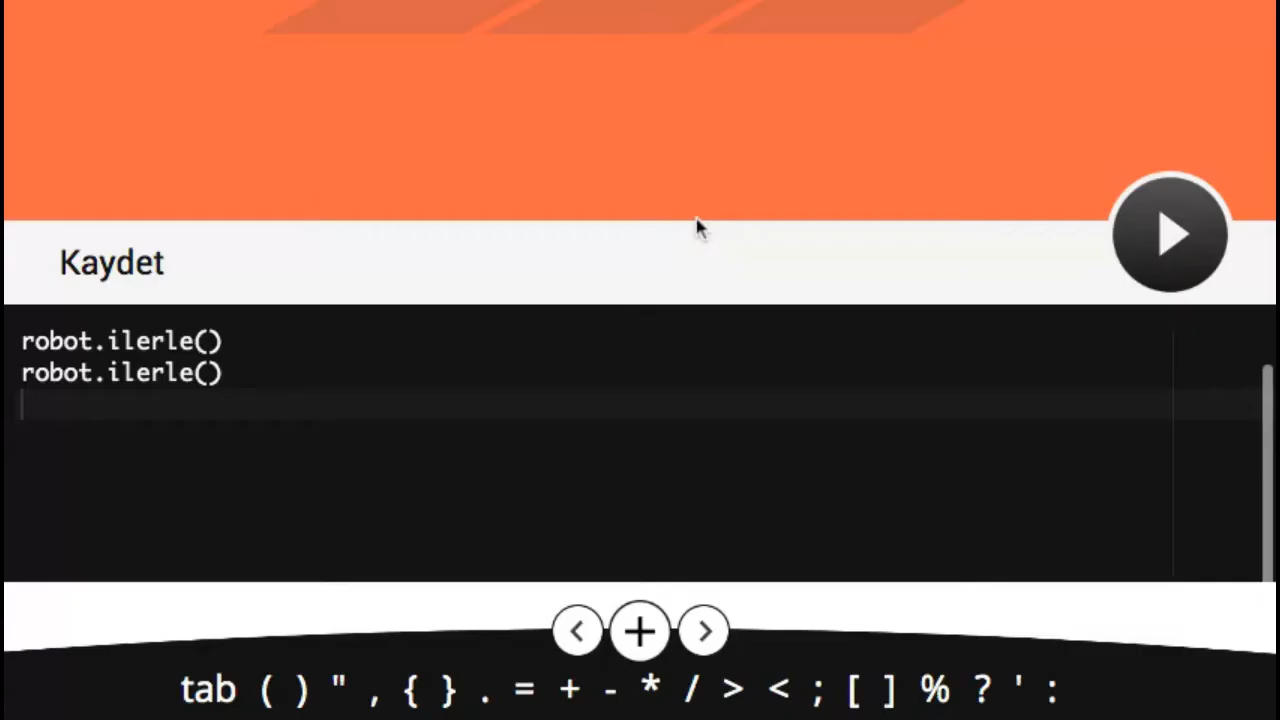 Kaydet
robot.ilerle()
robot.ilerle()
tab ( ) " , { } . = + - * / > < ; [ ] % ? ' :